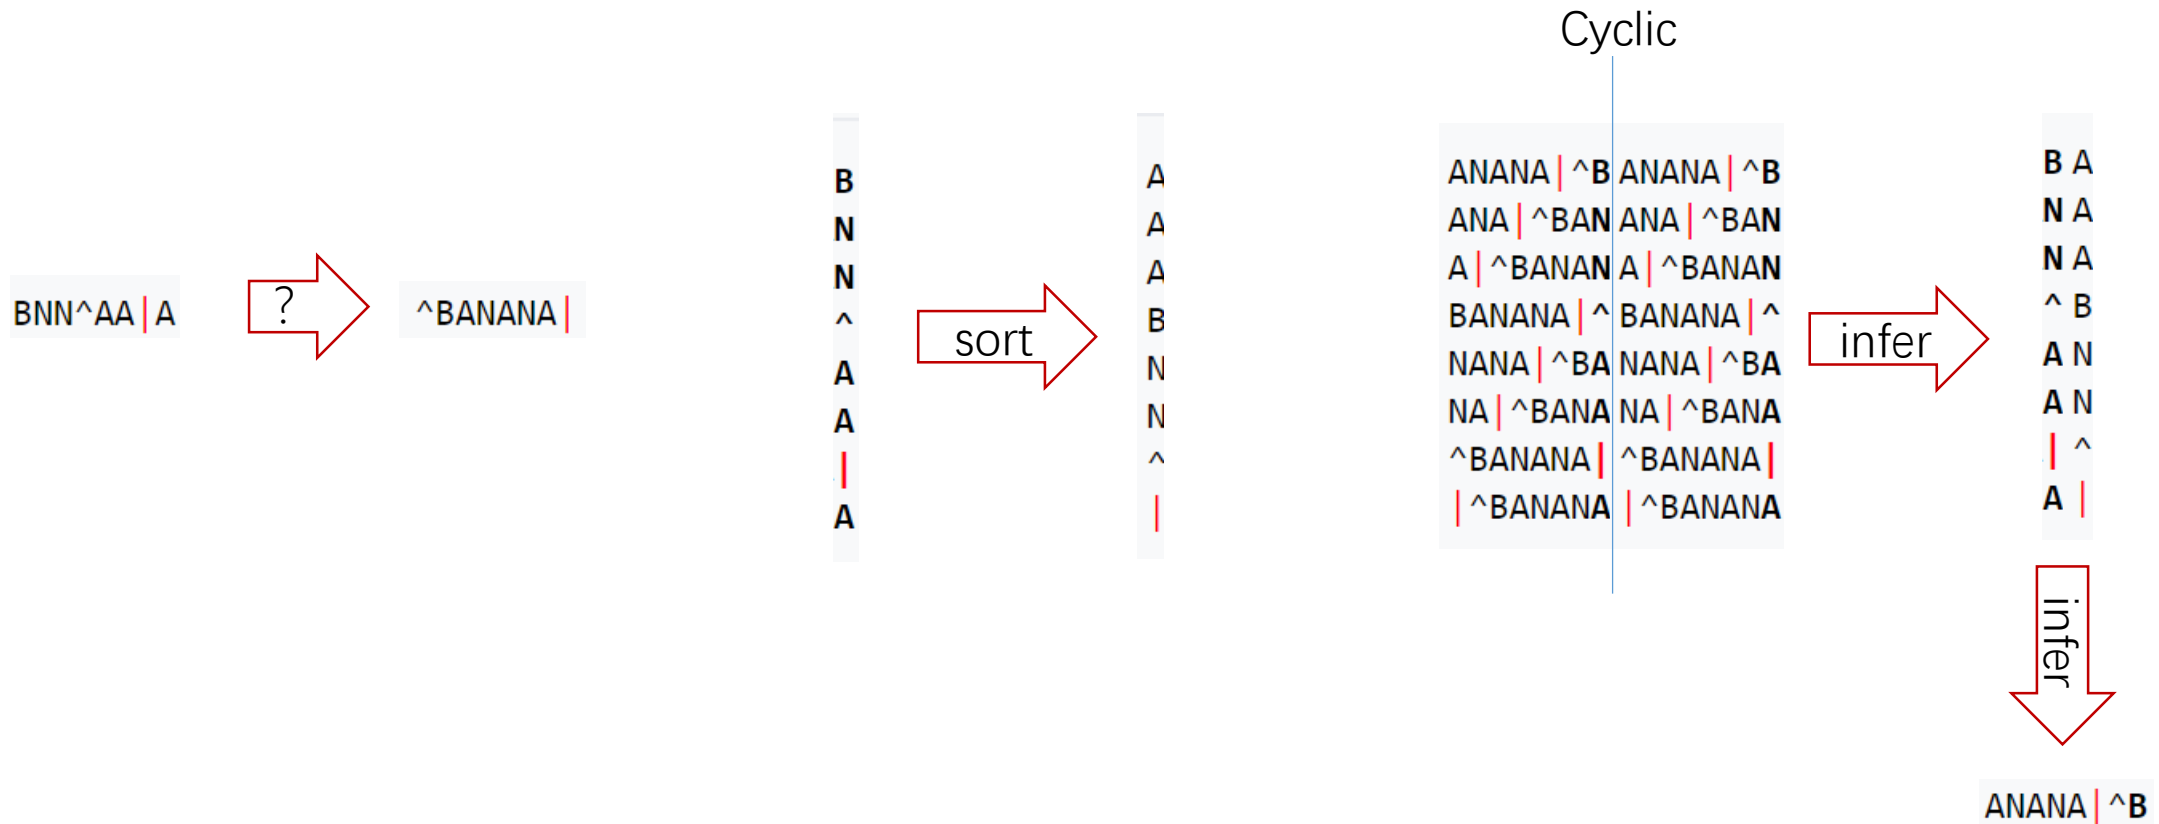 Cyclic
BNN^AA|A
?
^BANANA|
B
N
N
^
A
A
|
A
sort
A
A
A
B
N
N
^
|
ANANA|^B ANANA|^B
ANA|^BAN ANA|^BAN
A|^BANAN A|^BANAN
BANANA|^ BANANA|^
NANA|^BA NANA|^BA
NA|^BANA NA|^BANA
^BANANA| ^BANANA|
|^BANANA |^BANANA
infer
B A
N A
N A
^ B
A N
A N
| ^
A |
infer
ANANA|^B